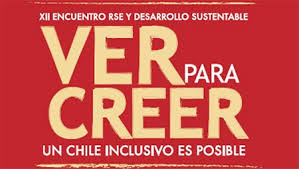 XII ENCUENTRO RSE Y DESARROLLO SUSTENTABLE
VER PARA
CREER
UN CHILE INCLUSIVO ES POSIBLE